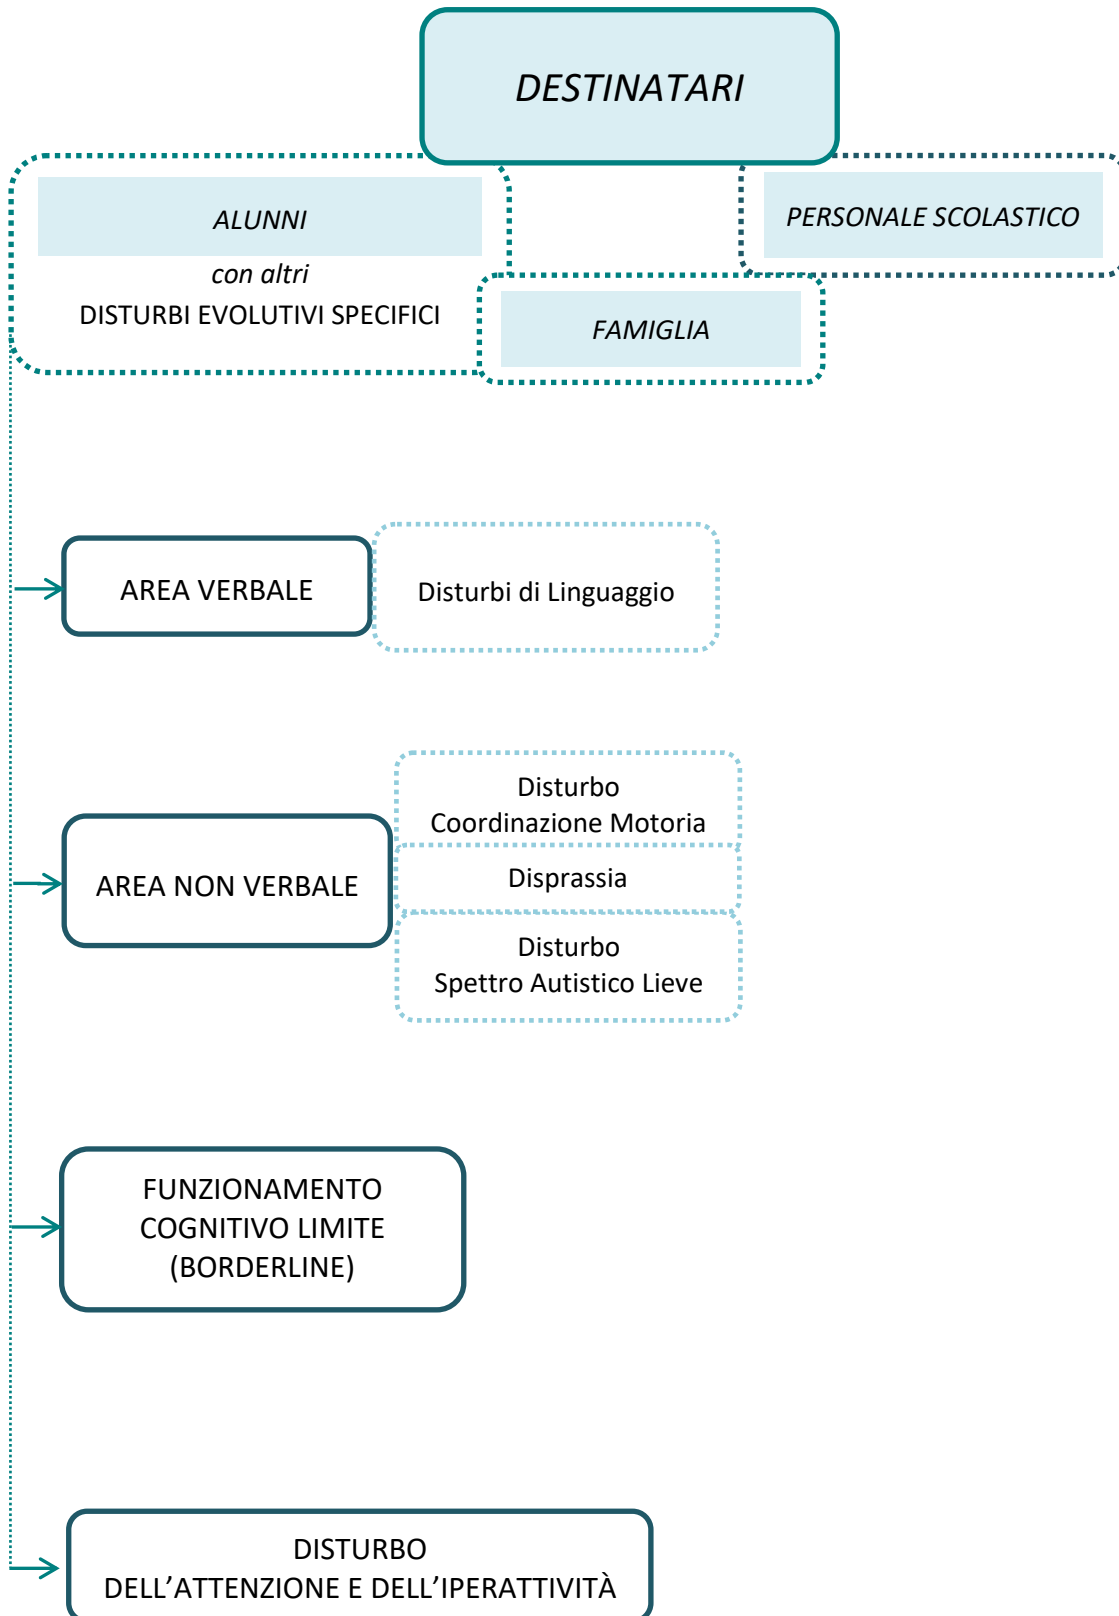 DESTINATARI
ALUNNI
con altri
DISTURBI EVOLUTIVI SPECIFICI
PERSONALE SCOLASTICO
FAMIGLIA
AREA VERBALE
Disturbi di Linguaggio
AREA NON VERBALE
Disturbo
Coordinazione Motoria
Disprassia
Disturbo
Spettro Autistico Lieve
FUNZIONAMENTO
COGNITIVO LIMITE
(BORDERLINE)
DISTURBO
DELL’ATTENZIONE E DELL’IPERATTIVITÀ